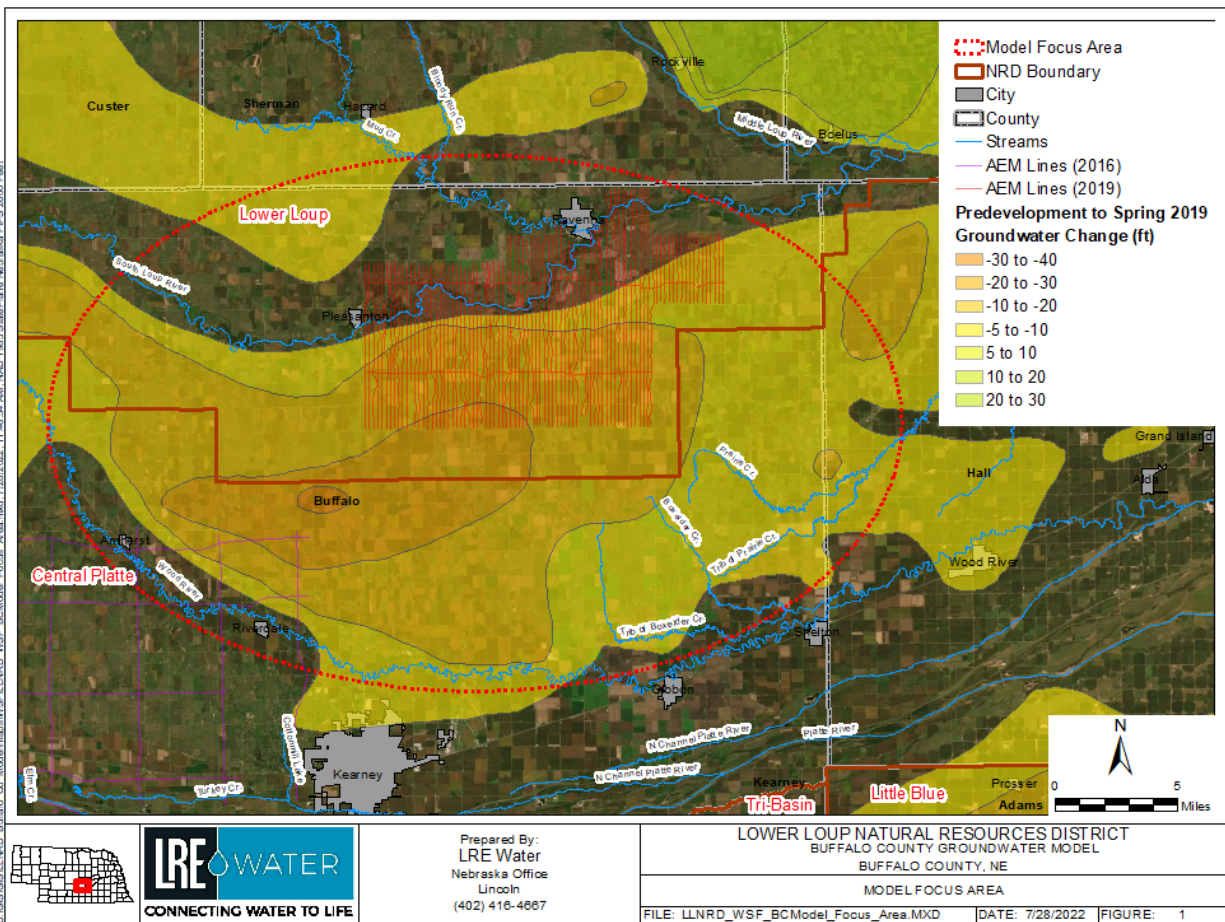 Model Focus Area
NRD Boundary
City
County
Streams
AEM Lines (2016)
AEM Lines (2019)
Predevelopment to Spring 2019
Groundwater Change (ft)
-30 to -40
-20 to -30
-10 to -20
-5 to -10
5 to 10
10 to 20
20 to 30
Rockville
Custer
Sherman
Hazard
Bloody Run Cr.
Mud Cr.
Middle Loup River
Boelus
Lower Loup
Ravenna
South Loup River
Pleasanton
Grand Island
Prairie Cr.
Hall
Alda
Buffalo
Boxelder Cr.
Amherst
Trib of Prairie Cr.
Wood River
Central Platte
Wood River
Riverdale
Trib of Boxelder Cr.
Shelton
Gibbon
Cottonmill Lake
N Channel Platte River
Platte River
Kearney
N Channel Platte River
Elm Cr.
Turkey Cr.
Kearney
Tri-Basin
Little Blue
Prosser
Adams
N
0 5
Miles
LRE WATER
CONNECTING WATER TO LIFE
Prepared By:
LRE Water
Nebraska Office
Lincoln
(402) 416-4667
LOWER LOUP NATURAL RESOURCES DISTRICT
BUFFALO COUNTY GROUNDWATER MODEL
BUFFALO COUNTY, NE
MODEL FOCUS AREA
FILE: LLNRD_WSF_BCModel_Focus_Area.MXD DATE: 7/28/2022 FIGURE: 1